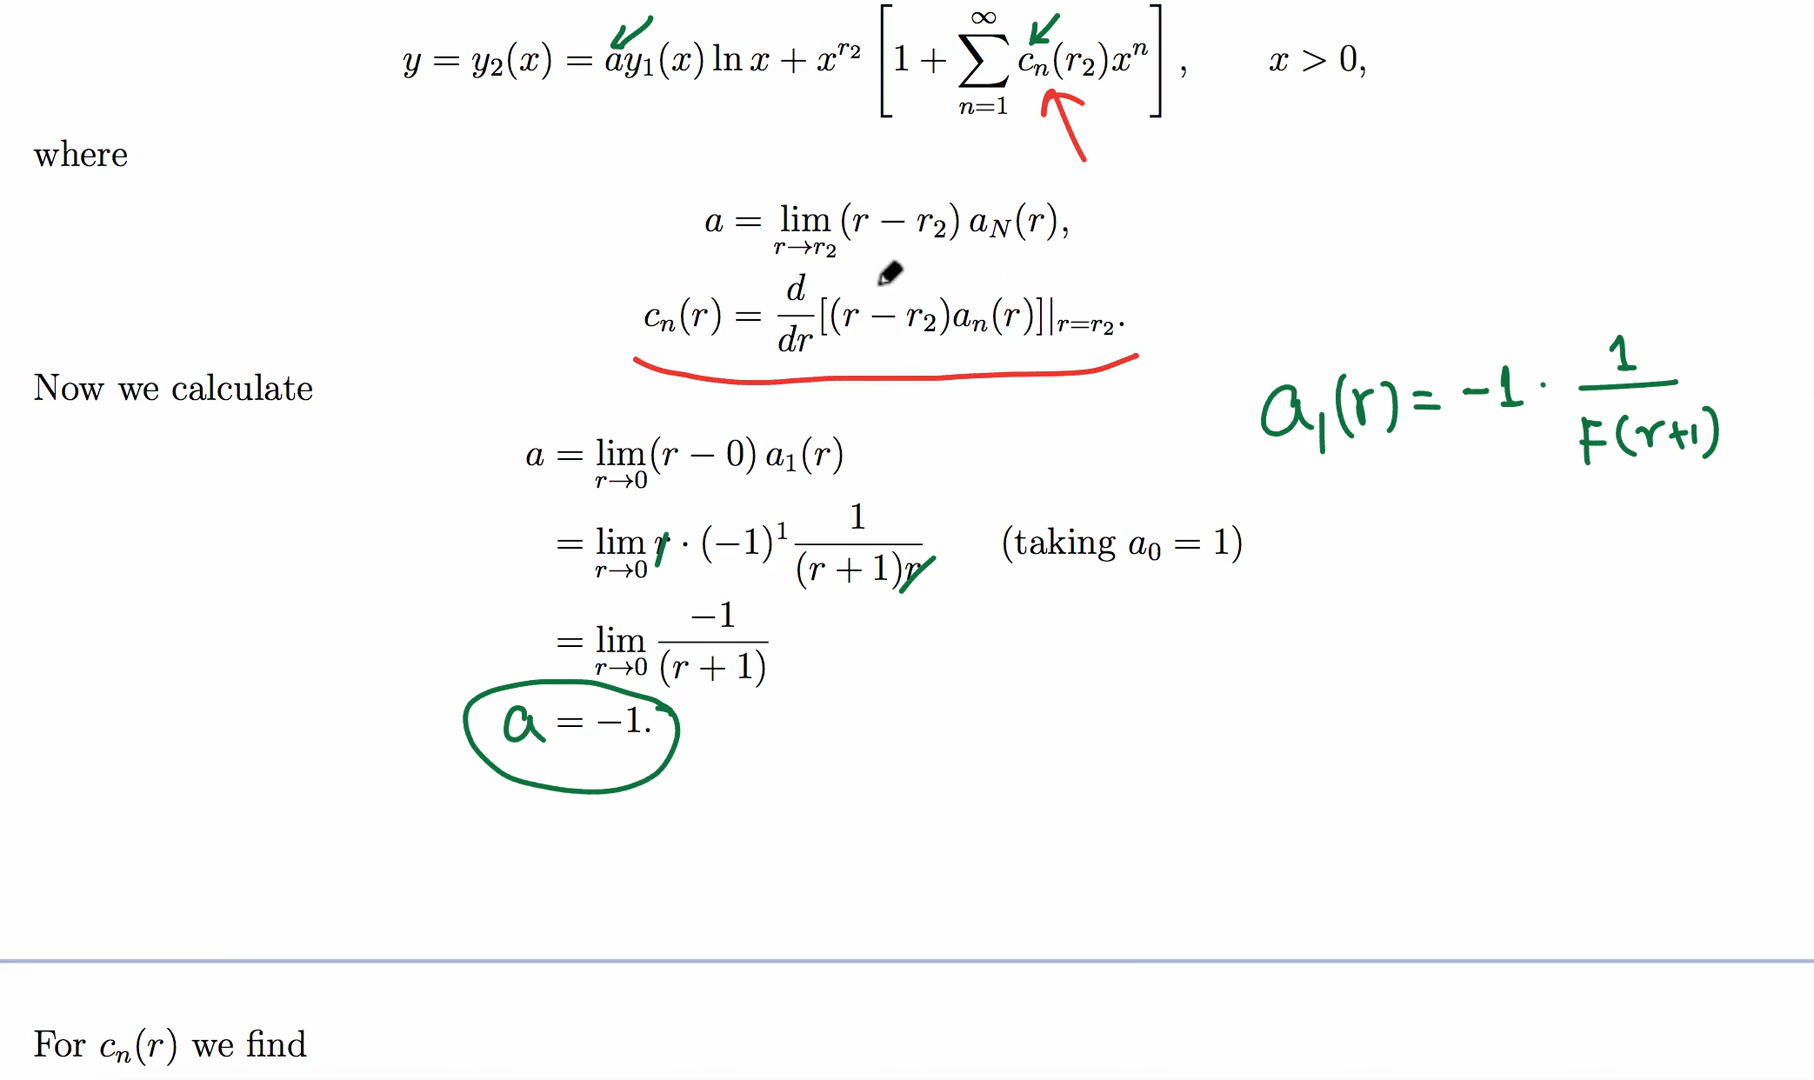 y = y₂(x) = ay₁(x) ln x + x^{r₂} [1 + ∑_{n=1}^{∞} cₙ(r₂)xⁿ], x > 0,
where
a = lim_{r→r₂} (r − r₂) a_N(r),
cₙ(r) = d/dr [(r − r₂)aₙ(r)]|_{r=r₂}.
Now we calculate
a₁(r) = -1 · 1/F(r+1)
a = lim_{r→0} (r − 0) a₁(r)
= lim_{r→0} r · (−1)¹ 1/((r + 1)r) (taking a₀ = 1)
= lim_{r→0} −1/(r + 1)
a = −1.
For cₙ(r) we find